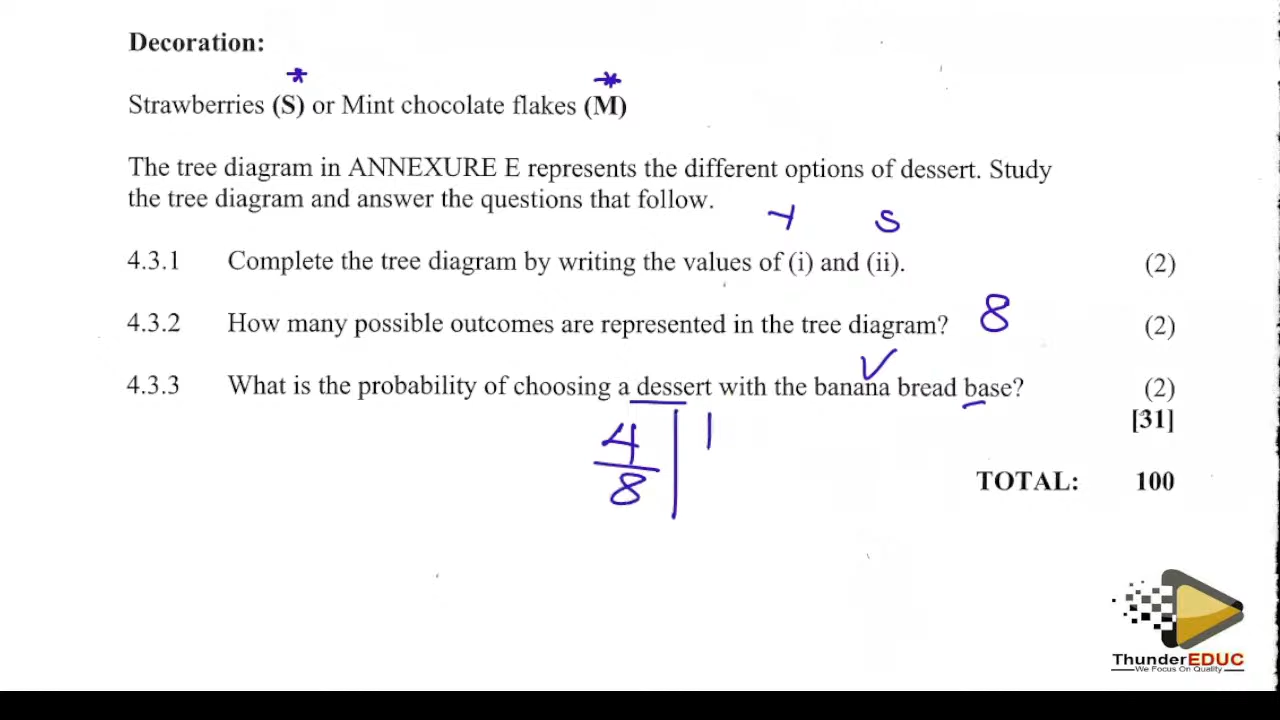 Decoration:
* *
Strawberries (S) or Mint chocolate flakes (M)
The tree diagram in ANNEXURE E represents the different options of dessert. Study
the tree diagram and answer the questions that follow.
Y S
4.3.1 Complete the tree diagram by writing the values of (i) and (ii). (2)
4.3.2 How many possible outcomes are represented in the tree diagram? 8 (2)
4.3.3 What is the probability of choosing a dessert with the banana bread base? (2)
[31]
4
8
TOTAL: 100
ThunderEDUC
We Focus On Quality